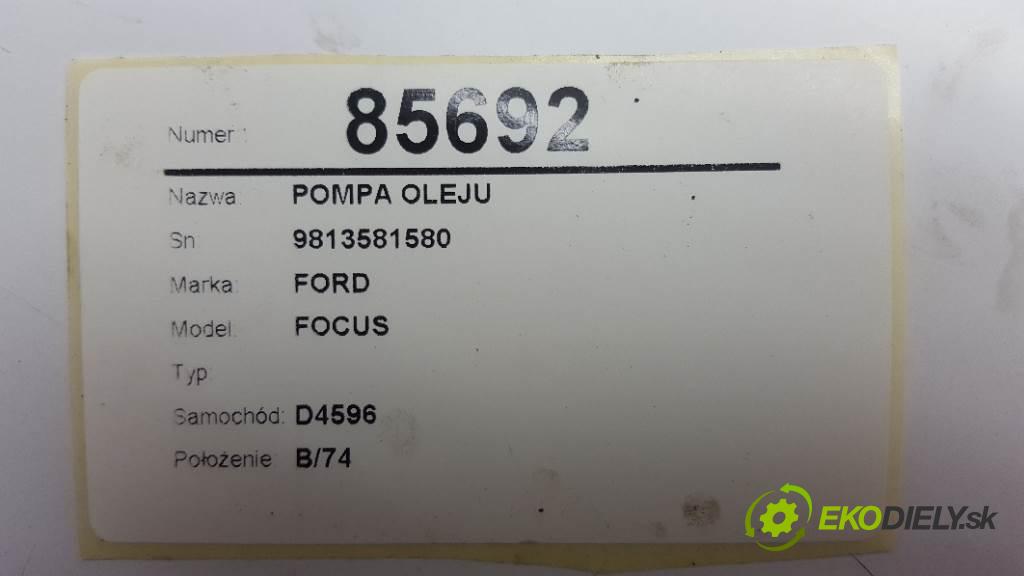 Numer : 85692
Nazwa: POMPA OLEJU
Sn: 9813581580
Marka: FORD
Model: FOCUS
Typ:
Samochód: D4596
Położenie: B/74
EKODIELY.sk